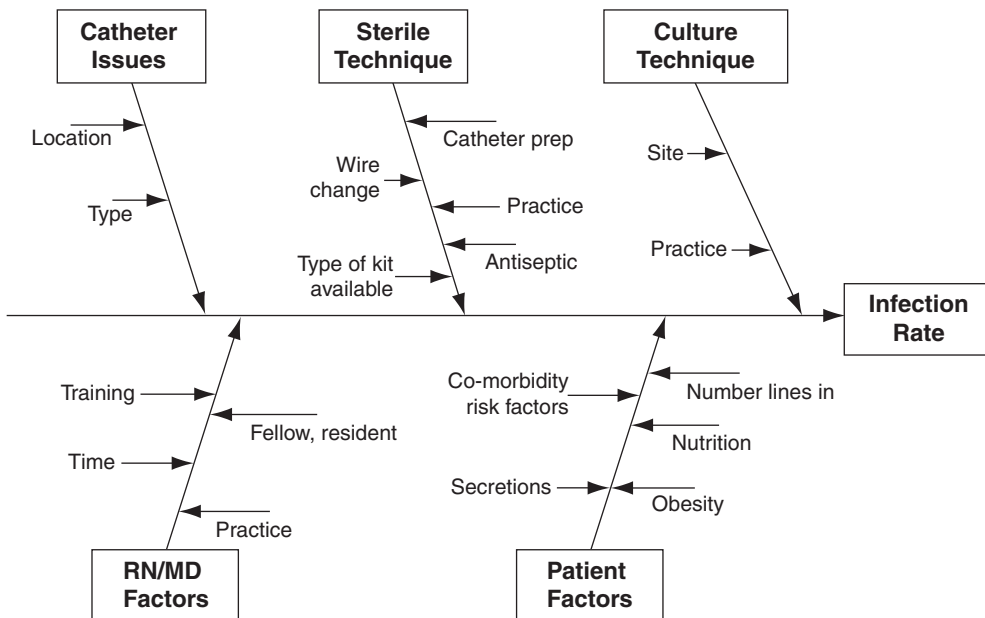 Catheter
Issues
Sterile
Technique
Culture
Technique
Location
Type
Catheter prep
Wire
change
Practice
Antiseptic
Type of kit
available
Site
Practice
Infection
Rate
Training
Fellow, resident
Time
Practice
Co-morbidity
risk factors
Number lines in
Nutrition
Secretions
Obesity
RN/MD
Factors
Patient
Factors